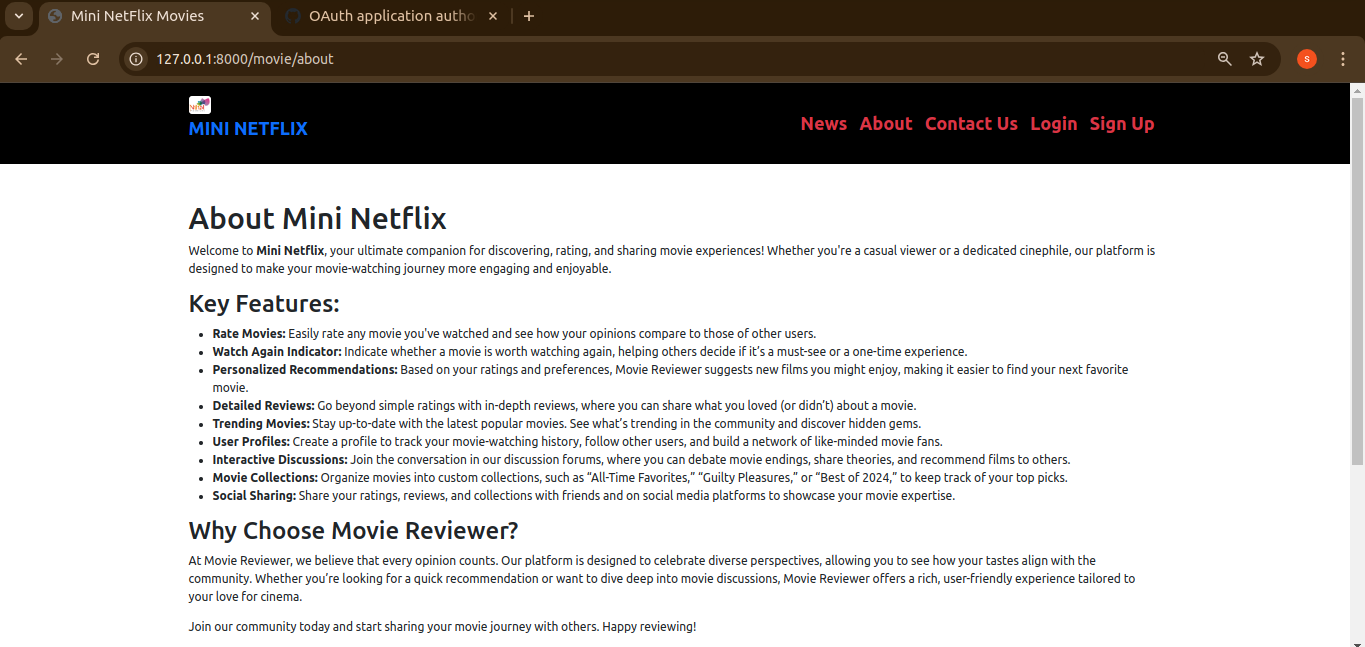 Mini NetFlix Movies
OAuth application autho
127.0.0.1:8000/movie/about
S
MINI NETFLIX
News About Contact Us Login Sign Up
About Mini Netflix
Welcome to Mini Netflix, your ultimate companion for discovering, rating, and sharing movie experiences! Whether you're a casual viewer or a dedicated cinephile, our platform is
designed to make your movie-watching journey more engaging and enjoyable.
Key Features:
• Rate Movies: Easily rate any movie you've watched and see how your opinions compare to those of other users.
• Watch Again Indicator: Indicate whether a movie is worth watching again, helping others decide if it’s a must-see or a one-time experience.
• Personalized Recommendations: Based on your ratings and preferences, Movie Reviewer suggests new films you might enjoy, making it easier to find your next favorite
movie.
• Detailed Reviews: Go beyond simple ratings with in-depth reviews, where you can share what you loved (or didn’t) about a movie.
• Trending Movies: Stay up-to-date with the latest popular movies. See what’s trending in the community and discover hidden gems.
• User Profiles: Create a profile to track your movie-watching history, follow other users, and build a network of like-minded movie fans.
• Interactive Discussions: Join the conversation in our discussion forums, where you can debate movie endings, share theories, and recommend films to others.
• Movie Collections: Organize movies into custom collections, such as “All-Time Favorites,” “Guilty Pleasures,” or “Best of 2024,” to keep track of your top picks.
• Social Sharing: Share your ratings, reviews, and collections with friends and on social media platforms to showcase your movie expertise.
Why Choose Movie Reviewer?
At Movie Reviewer, we believe that every opinion counts. Our platform is designed to celebrate diverse perspectives, allowing you to see how your tastes align with the
community. Whether you’re looking for a quick recommendation or want to dive deep into movie discussions, Movie Reviewer offers a rich, user-friendly experience tailored to
your love for cinema.
Join our community today and start sharing your movie journey with others. Happy reviewing!